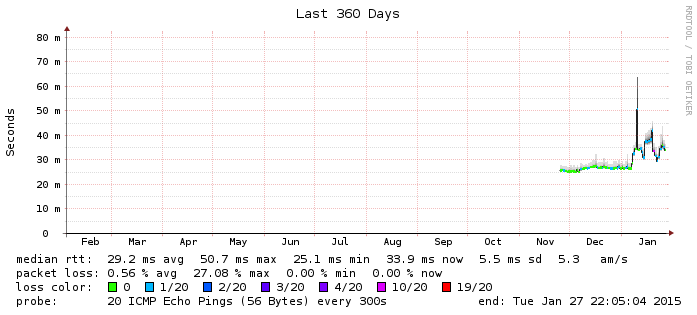 Last 360 Days
RRDTOOL / TOBI OETIKER
Seconds
80 m
70 m
60 m
50 m
40 m
30 m
20 m
10 m
0
Feb Mar Apr May Jun Jul Aug Sep Oct Nov Dec Jan
median rtt: 29.2 ms avg 50.7 ms max 25.1 ms min 33.9 ms now 5.5 ms sd 5.3 am/s
packet loss: 0.56 % avg 27.08 % max 0.00 % min 0.00 % now
loss color: 0 1/20 2/20 3/20 4/20 10/20 19/20
probe: 20 ICMP Echo Pings (56 Bytes) every 300s end: Tue Jan 27 22:05:04 2015